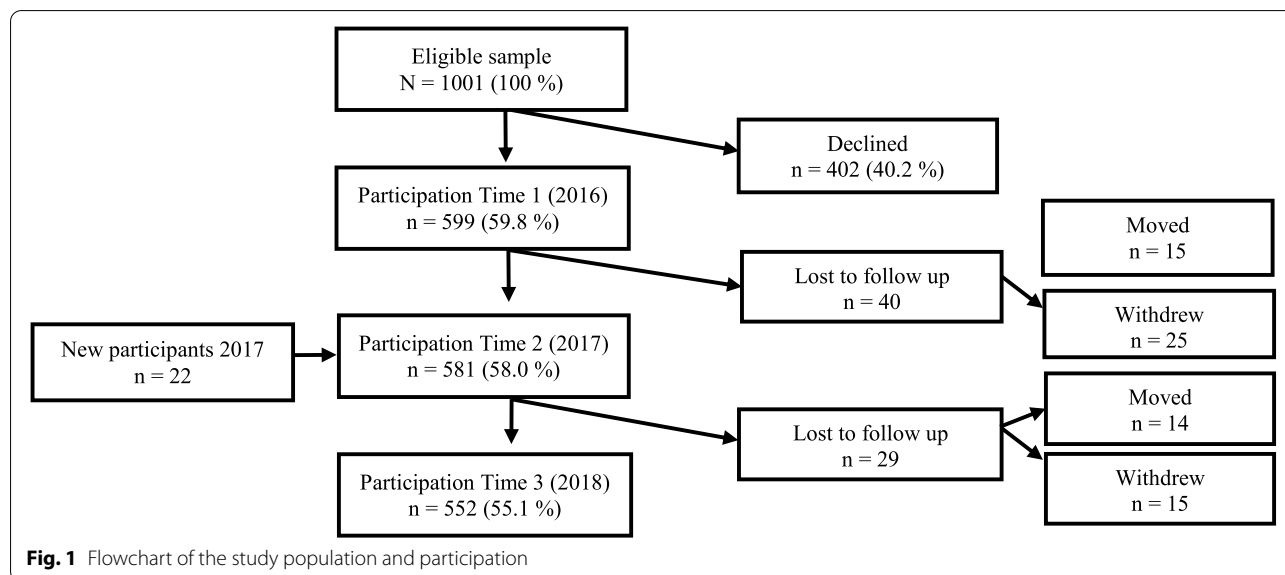 Eligible sample
N = 1001 (100 %)
Declined
n = 402 (40.2 %)
Participation Time 1 (2016)
n = 599 (59.8 %)
Moved
n = 15
Lost to follow up
n = 40
Withdrew
n = 25
New participants 2017
n = 22
Participation Time 2 (2017)
n = 581 (58.0 %)
Moved
n = 14
Lost to follow up
n = 29
Withdrew
n = 15
Participation Time 3 (2018)
n = 552 (55.1 %)
Fig. 1 Flowchart of the study population and participation